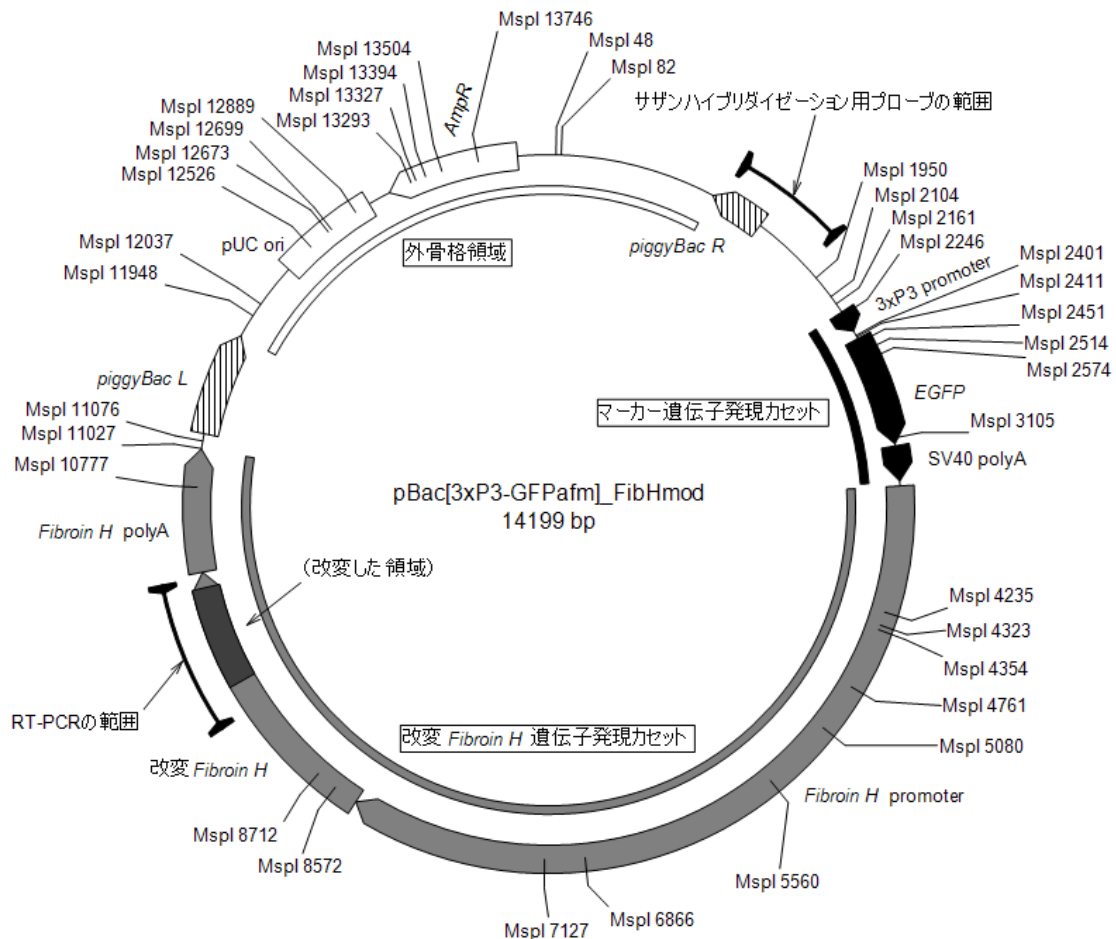 MspI 13746
MspI 13504
MspI 13394
MspI 13327
MspI 13293
MspI 12889
MspI 12699
MspI 12673
MspI 12526
MspI 12037
MspI 11948
MspI 48
MspI 82
サザンハイブリダイゼーション用プローブの範囲
AmpR
pUC ori
外骨格領域
piggyBac R
MspI 1950
MspI 2104
MspI 2161
MspI 2246
3xP3 promoter
MspI 2401
MspI 2411
MspI 2451
MspI 2514
MspI 2574
EGFP
MspI 3105
SV40 polyA
マーカー遺伝子発現カセット
piggyBac L
MspI 11076
MspI 11027
MspI 10777
Fibroin H polyA
pBac[3xP3-GFPafm]_FibHmod
14199 bp
(改変した領域)
RT-PCRの範囲
改変 Fibroin H
改変 Fibroin H 遺伝子発現カセット
MspI 4235
MspI 4323
MspI 4354
MspI 4761
MspI 5080
Fibroin H promoter
MspI 5560
MspI 6866
MspI 7127
MspI 8572
MspI 8712